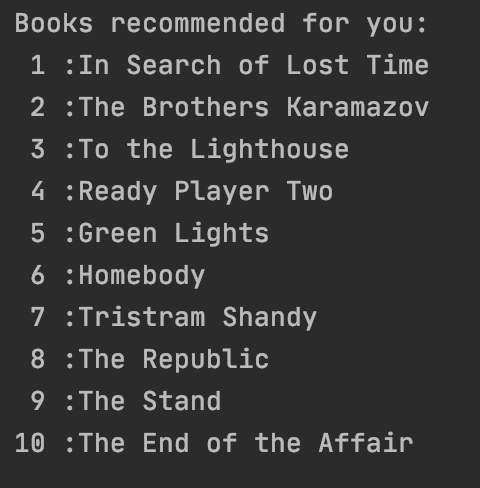 Books recommended for you:
1 :In Search of Lost Time
2 :The Brothers Karamazov
3 :To the Lighthouse
4 :Ready Player Two
5 :Green Lights
6 :Homebody
7 :Tristram Shandy
8 :The Republic
9 :The Stand
10 :The End of the Affair